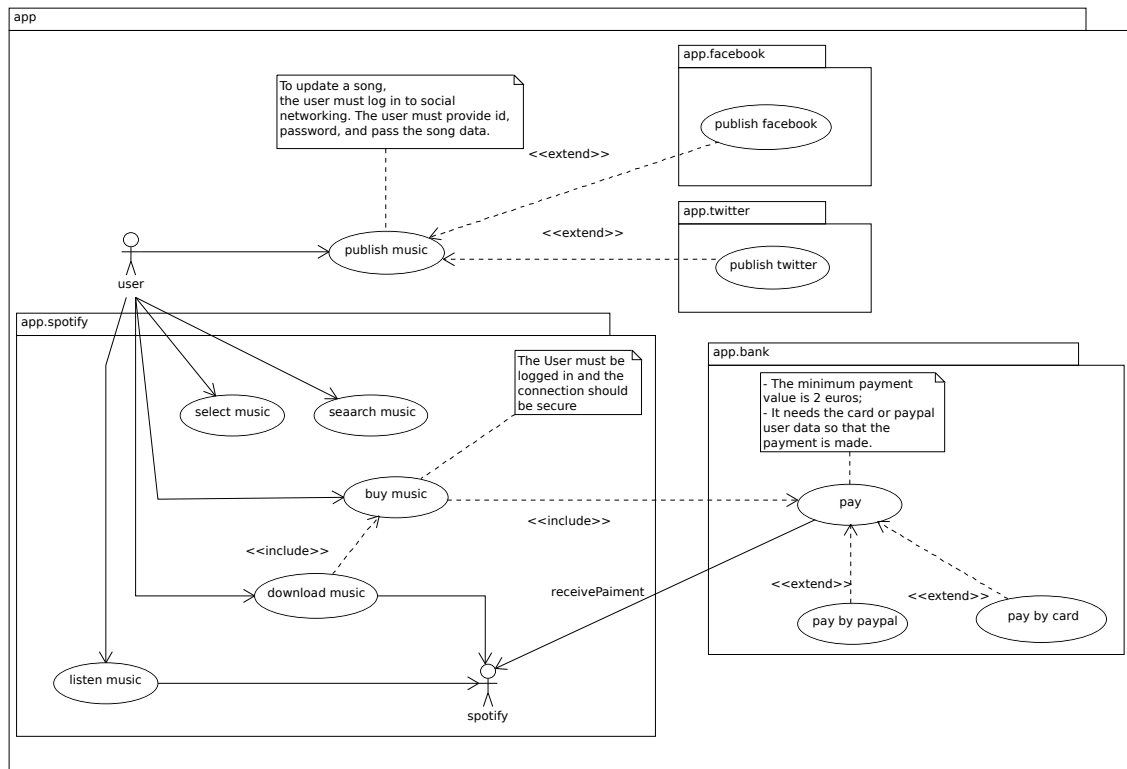 app
app.facebook
To update a song,
the user must log in to social
networking. The user must provide id,
password, and pass the song data.
publish facebook
<<extend>>
app.twitter
<<extend>>
publish music
publish twitter
user
app.spotify
app.bank
The User must be
logged in and the
connection should
be secure
- The minimum payment
value is 2 euros;
- It needs the card or paypal
user data so that the
payment is made.
select music
seaarch music
buy music
pay
<<include>>
<<include>>
download music
receivePaiment
<<extend>>
<<extend>>
pay by paypal
pay by card
listen music
spotify